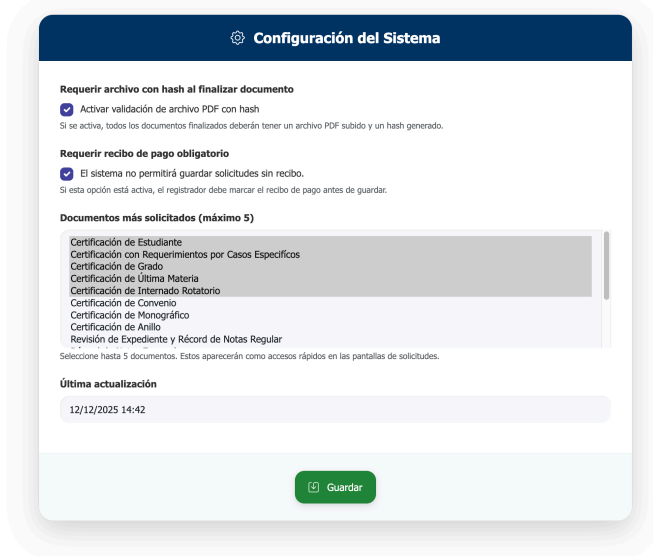 Configuración del Sistema
Requerir archivo con hash al finalizar documento
Activar validación de archivo PDF con hash
Si se activa, todos los documentos finalizados deberán tener un archivo PDF subido y un hash generado.
Requerir recibo de pago obligatorio
El sistema no permitirá guardar solicitudes sin recibo.
Si esta opción está activa, el registrador debe marcar el recibo de pago antes de guardar.
Documentos más solicitados (máximo 5)
Certificación de Estudiante
Certificación con Requerimientos por Casos Especifícos
Certificación de Grado
Certificación de Última Materia
Certificación de Internado Rotatorio
Certificación de Convenio
Certificación de Monográfico
Certificación de Anillo
Revisión de Expediente y Récord de Notas Regular
Seleccione hasta 5 documentos. Estos aparecerán como accesos rápidos en las pantallas de solicitudes.
Última actualización
12/12/2025 14:42
Guardar